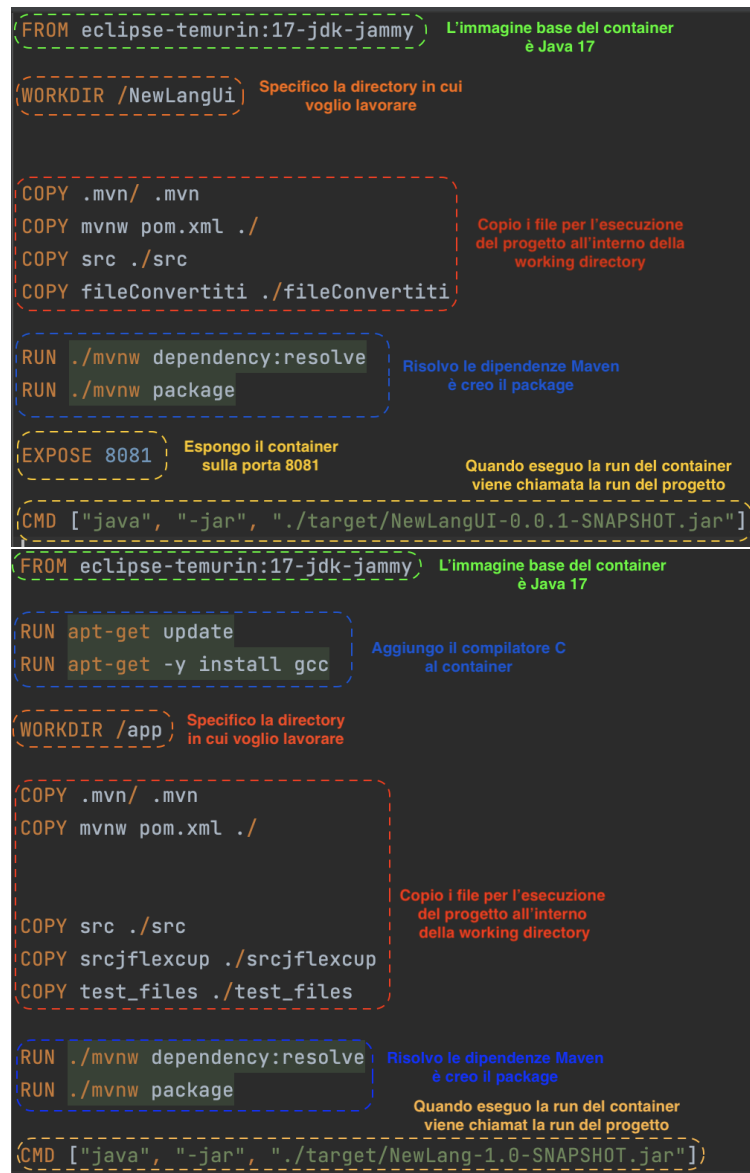 FROM eclipse-temurin:17-jdk-jammy
L'immagine base del container
è Java 17
WORKDIR /NewLangUi
Specifico la directory in cui
voglio lavorare
COPY .mvn/ .mvn
COPY mvnw pom.xml ./
COPY src ./src
COPY fileConvertiti ./fileConvertiti
Copio i file per l'esecuzione
del progetto all'interno della
working directory
RUN ./mvnw dependency:resolve
RUN ./mvnw package
Risolvo le dipendenze Maven
è creo il package
EXPOSE 8081
Espongo il container
sulla porta 8081
Quando eseguo la run del container
viene chiamata la run del progetto
CMD ["java", "-jar", "./target/NewLangUI-0.0.1-SNAPSHOT.jar"]
FROM eclipse-temurin:17-jdk-jammy
L'immagine base del container
è Java 17
RUN apt-get update
RUN apt-get -y install gcc
Aggiungo il compilatore C
al container
WORKDIR /app
Specifico la directory
in cui voglio lavorare
COPY .mvn/ .mvn
COPY mvnw pom.xml ./
COPY src ./src
COPY srcjflexcup ./srcjflexcup
COPY test_files ./test_files
Copio i file per l'esecuzione
del progetto all'interno
della working directory
RUN ./mvnw dependency:resolve
RUN ./mvnw package
Risolvo le dipendenze Maven
è creo il package
Quando eseguo la run del container
viene chiamat la run del progetto
CMD ["java", "-jar", "./target/NewLang-1.0-SNAPSHOT.jar"]